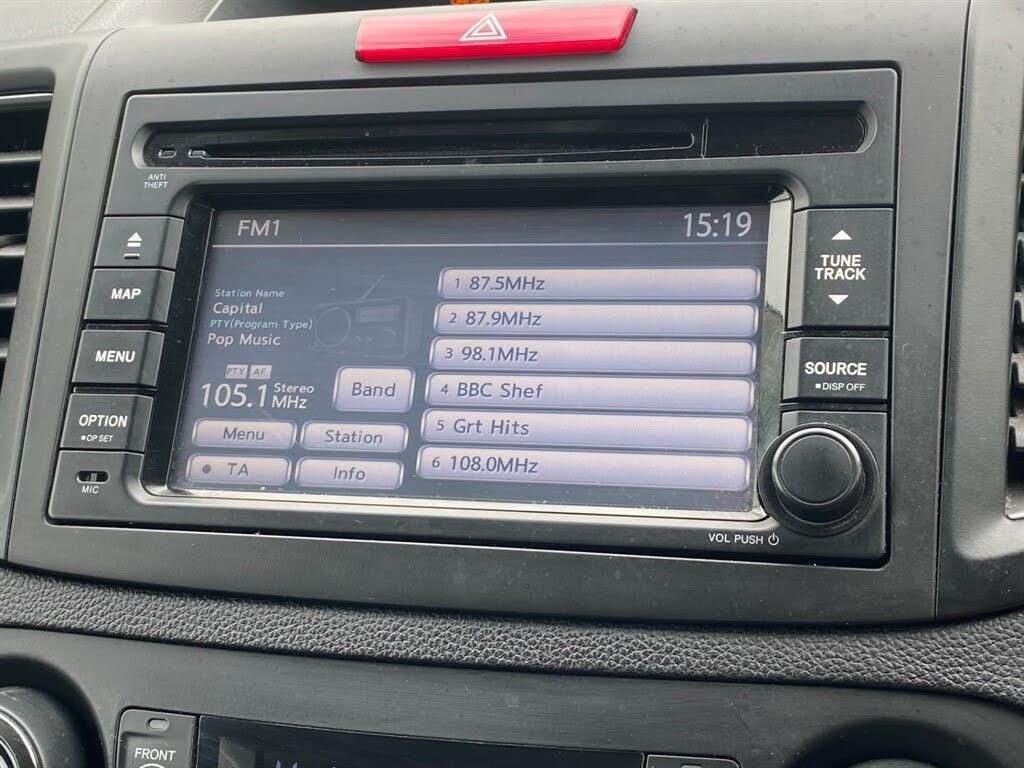 ANTI
THEFT
MAP
MENU
OPTION
OP SET
MIC
FM1
15:19
Station Name
Capital
PTY(Program Type)
Pop Music
PTY AF
105.1 Stereo
MHz
Band
Menu
Station
TA
Info
1 87.5MHz
2 87.9MHz
3 98.1MHz
4 BBC Shef
5 Grt Hits
6 108.0MHz
TUNE
TRACK
SOURCE
DISP OFF
VOL PUSH
FRONT